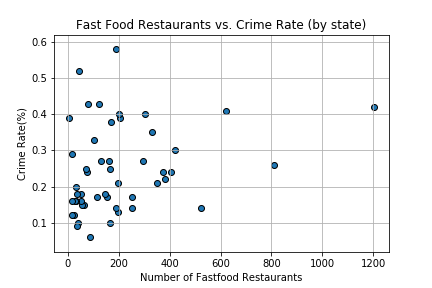 Fast Food Restaurants vs. Crime Rate (by state)
0.6
0.5
0.4
0.3
0.2
0.1
Crime Rate(%)
0 200 400 600 800 1000 1200
Number of Fastfood Restaurants